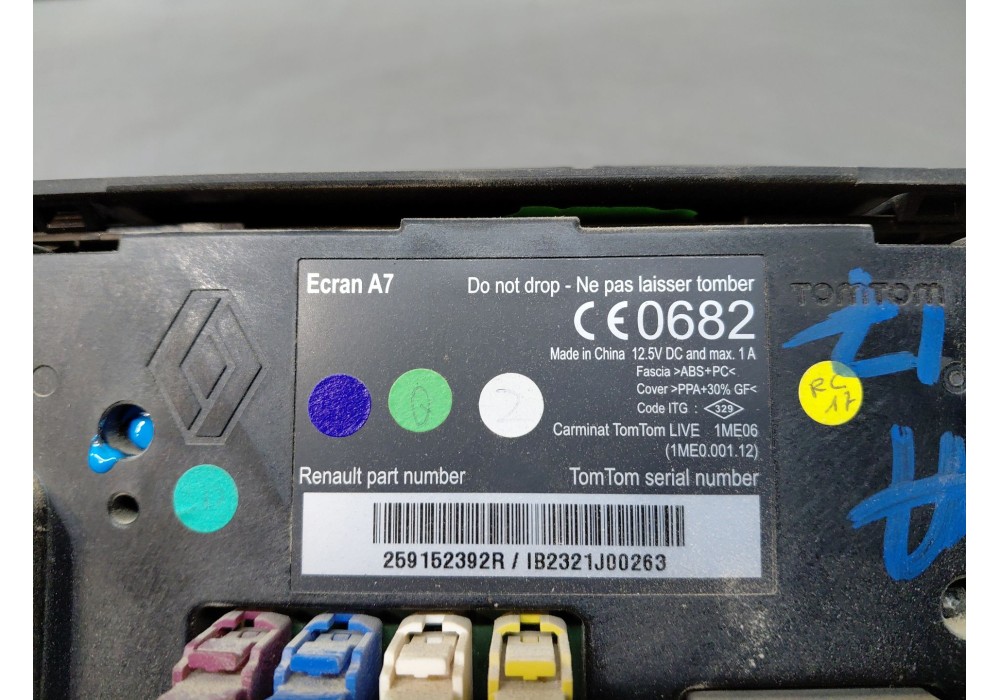 Ecran A7
Do not drop - Ne pas laisser tomber
CE 0682
TOMTOM
Made in China 12.5V DC and max. 1 A
Fascia >ABS+PC<
Cover >PPA+30% GF<
Code ITG : 329
Carminat TomTom LIVE 1ME06
(1ME0.001.12)
0
2
RC
17
Renault part number
TomTom serial number
259152392R / IB2321J00263